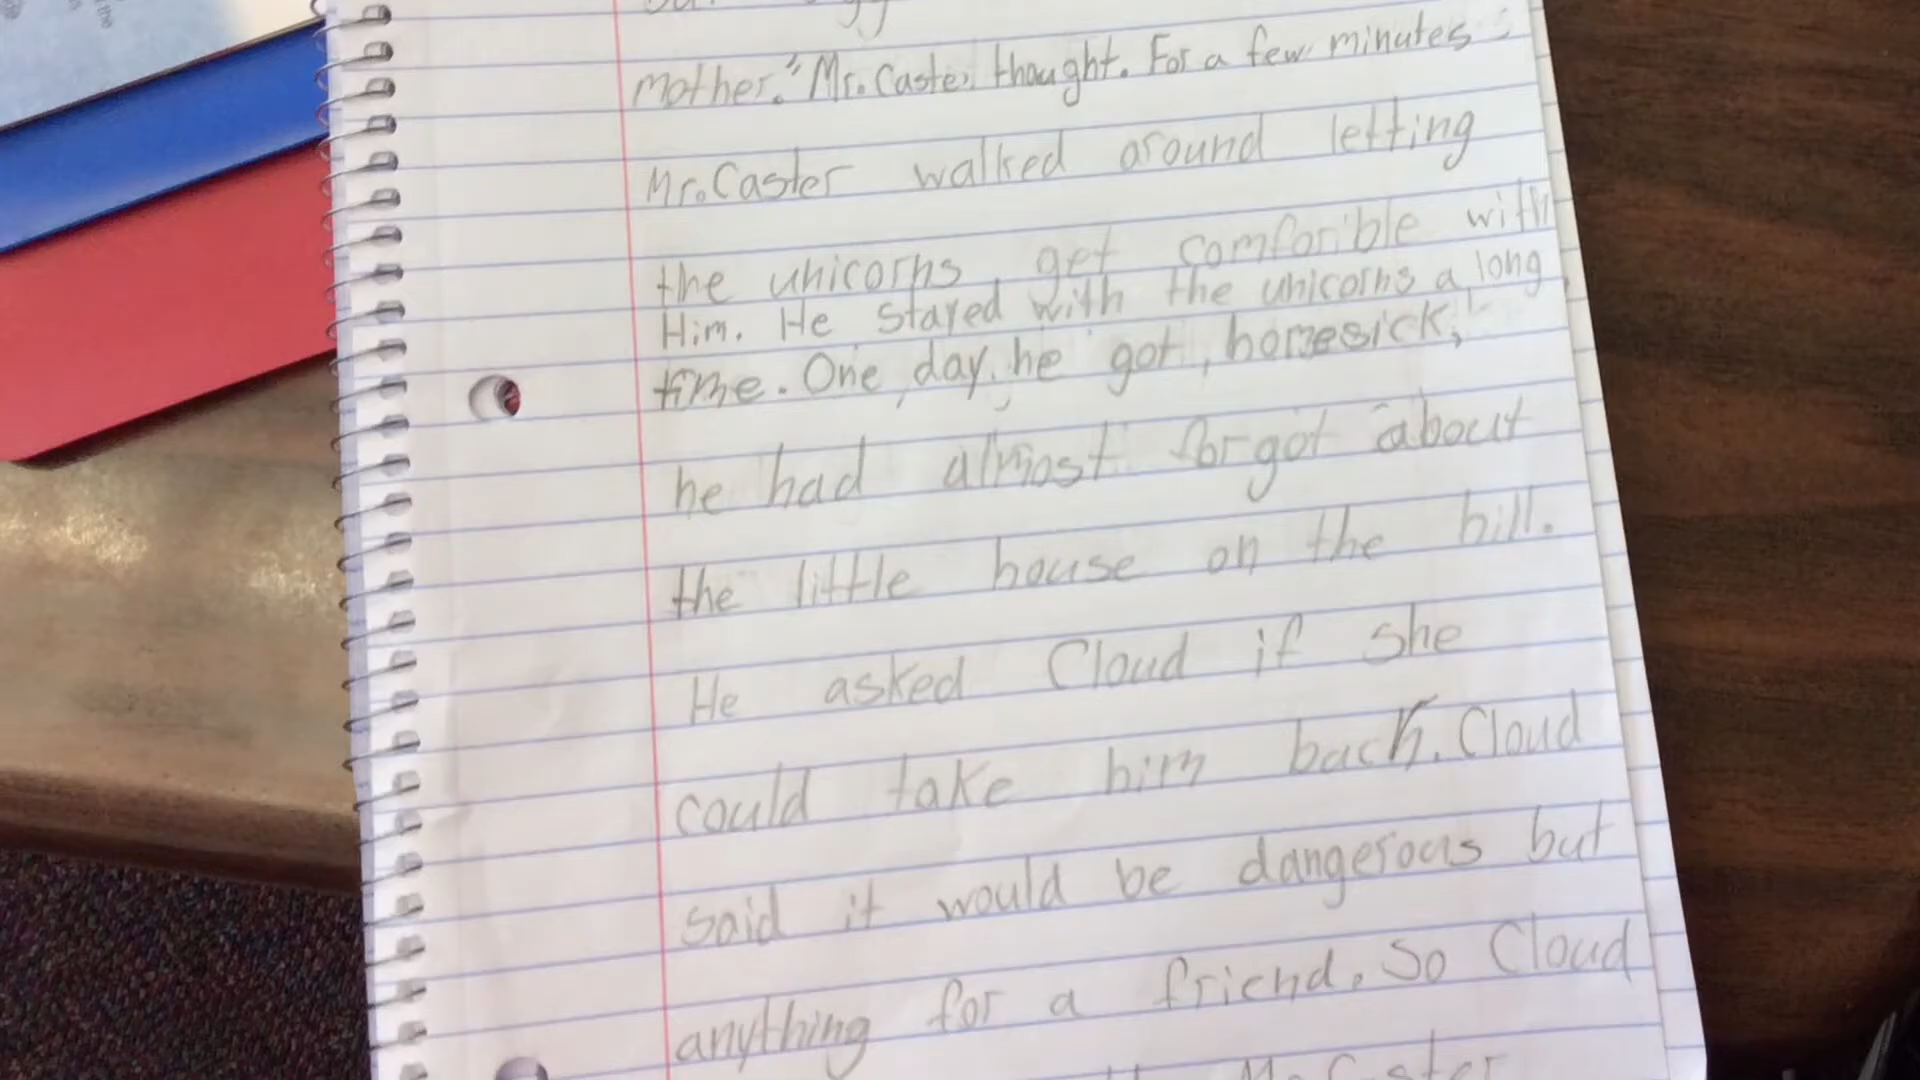 mother." Mr. Caster thought. For a few minutes
Mr. Caster walked around letting
the unicorns get comforible with
Him. He stayed with the unicorns a long
time. One day, he got, homesick,
he had almost forgot about
the little house on the hill.
He asked Cloud if she
could take him back. Cloud
said it would be dangerous but
anything for a friend. So Cloud